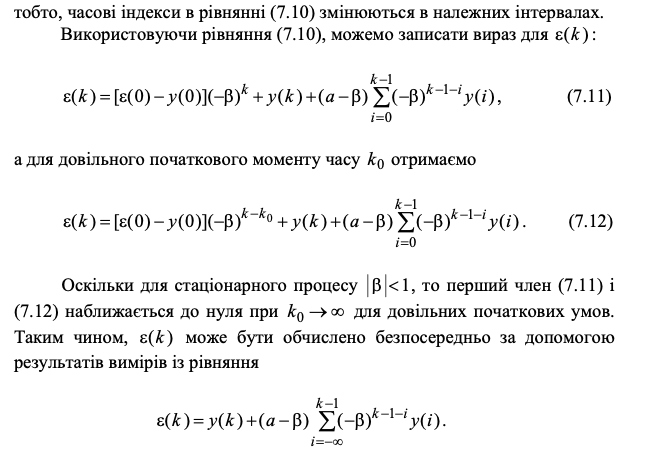 тобто, часові індекси в рівнянні (7.10) змінюються в належних інтервалах.
Використовуючи рівняння (7.10), можемо записати вираз для ε(k):
ε(k)=[ε(0)−y(0)](−β)^k+y(k)+(a−β)∑_{i=0}^{k−1}(−β)^{k−1−i}y(i), (7.11)
а для довільного початкового моменту часу k₀ отримаємо
ε(k)=[ε(0)−y(0)](−β)^{k−k₀}+y(k)+(a−β)∑_{i=0}^{k−1}(−β)^{k−1−i}y(i). (7.12)
Оскільки для стаціонарного процесу |β|<1, то перший член (7.11) і
(7.12) наближається до нуля при k₀→∞ для довільних початкових умов.
Таким чином, ε(k) може бути обчислено безпосередньо за допомогою
результатів вимірів із рівняння
ε(k)=y(k)+(a−β)∑_{i=−∞}^{k−1}(−β)^{k−1−i}y(i).